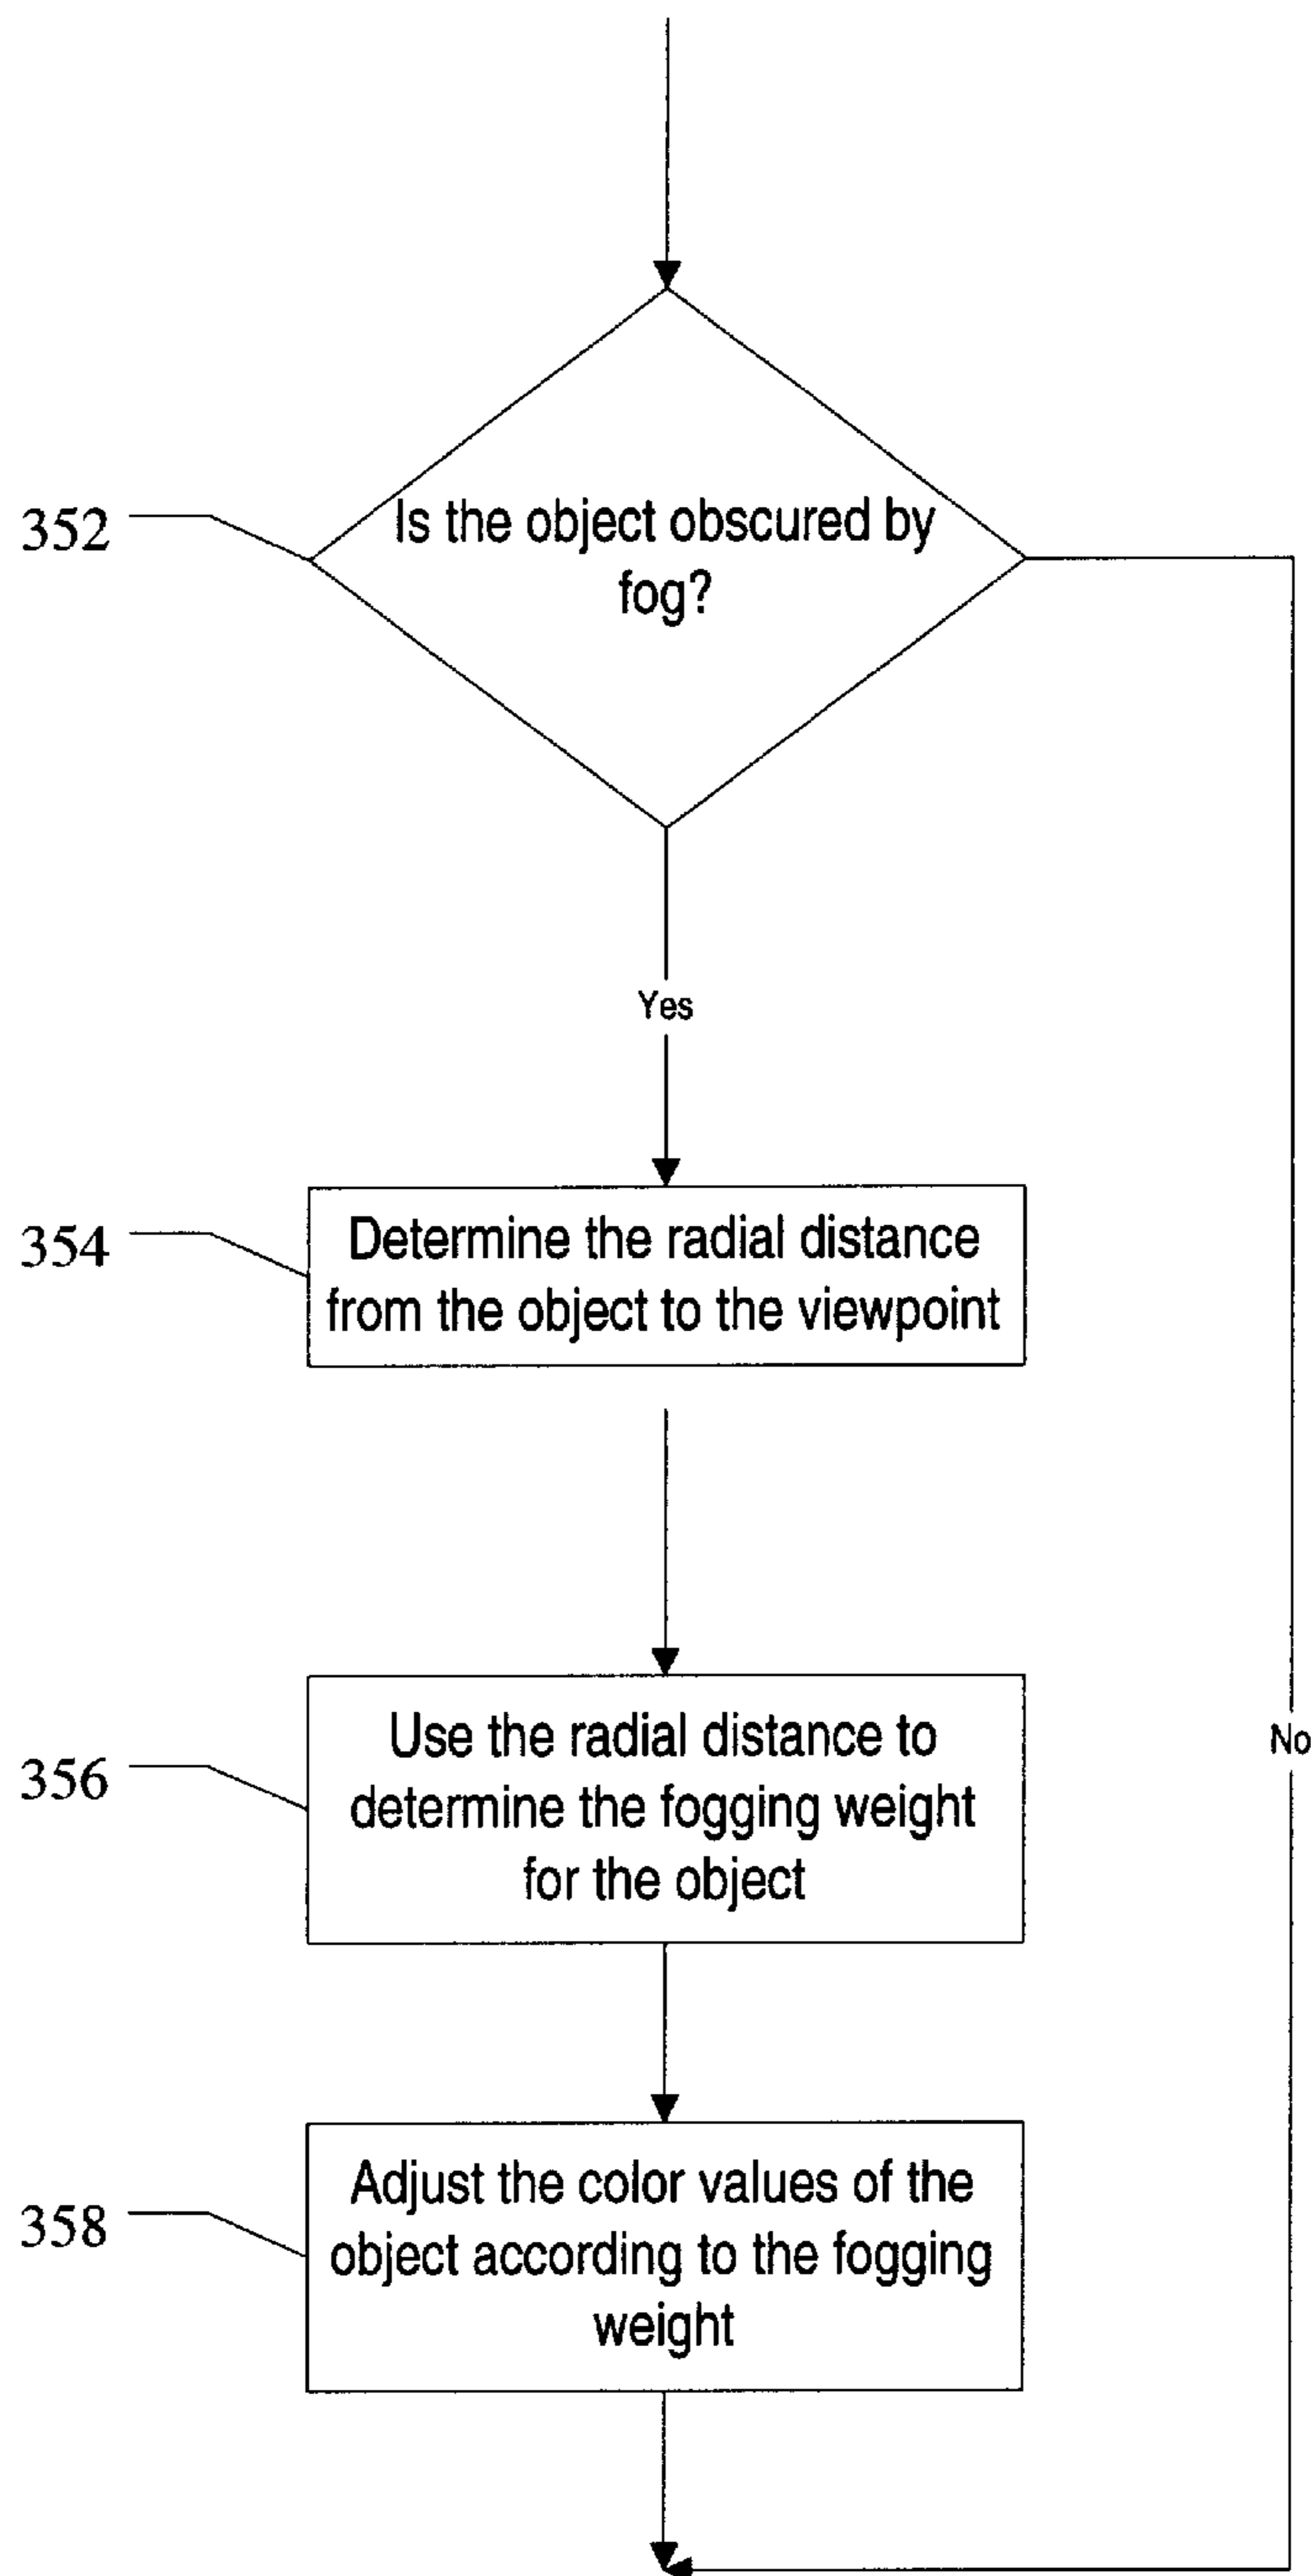 352
Is the object obscured by
fog?
Yes
354
Determine the radial distance
from the object to the viewpoint
356
Use the radial distance to
determine the fogging weight
for the object
No
358
Adjust the color values of the
object according to the fogging
weight